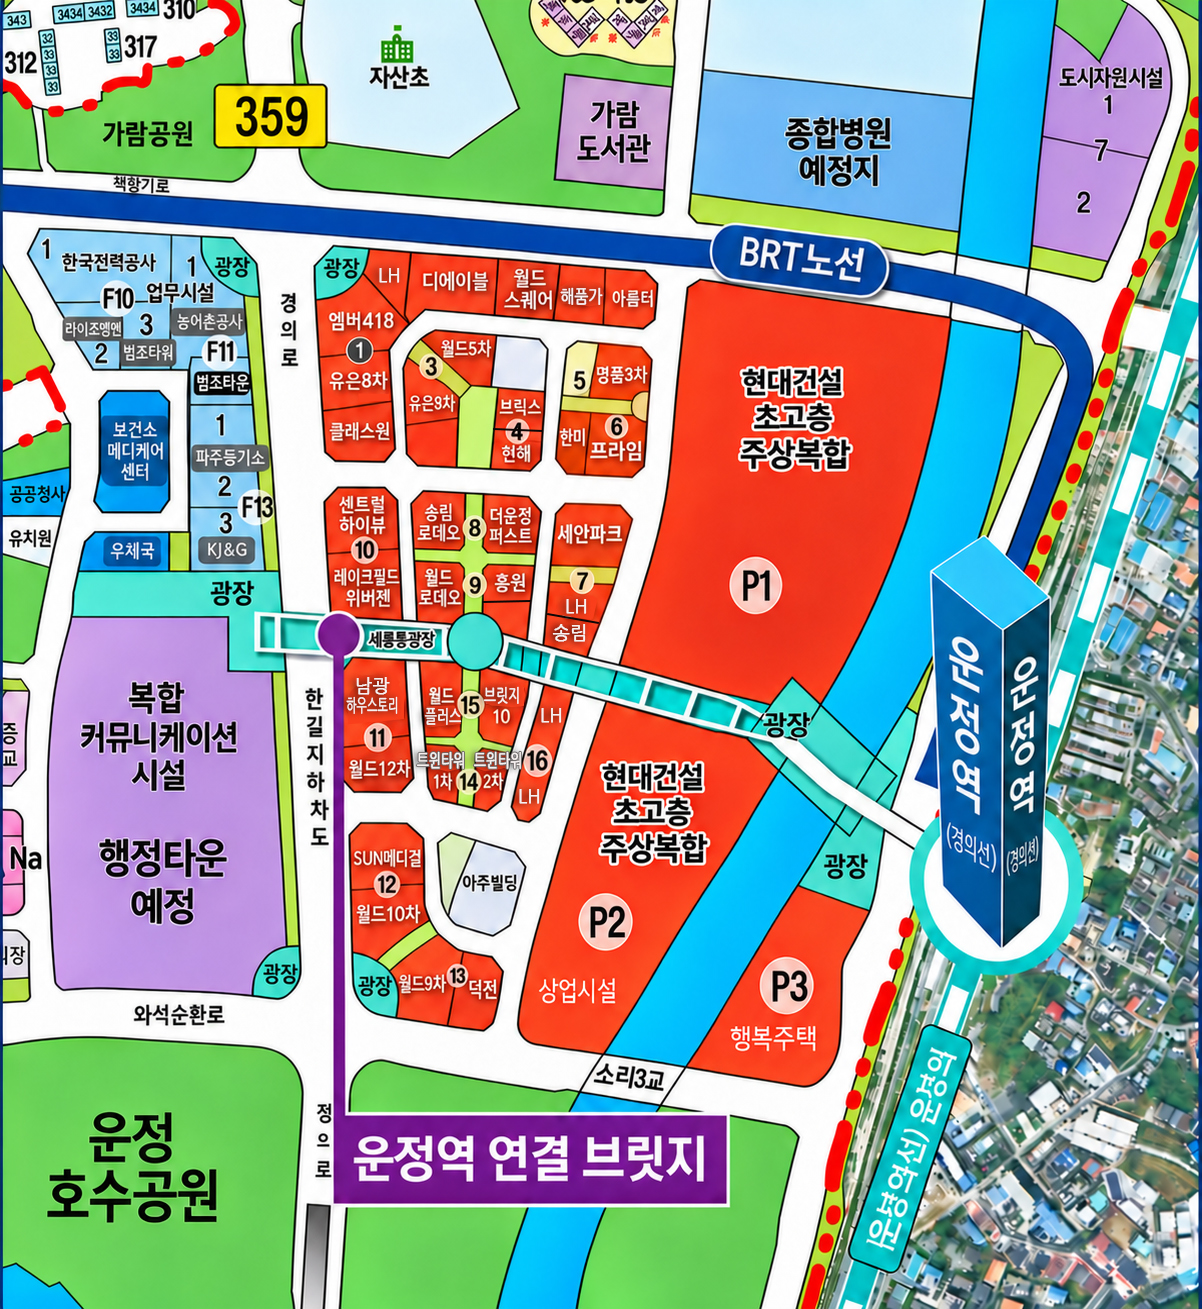 343
3434 3432
3434
310
312
32
33
33
33
33
33
317
자산초
359
가람공원
책향기로
가람
도서관
종합병원
예정지
도시자원시설
1
7
2
BRT노선
1
한국전력공사
F10
라이조앵엔
2
1
업무시설
3
범조타워
광장
농어촌공사
F11
범조타운
1
파주등기소
2
F13
3
KJ&G
보건소
메디케어
센터
공공청사
유치원
우체국
광장
경의로
광장
LH
디에이블
월드
스퀘어
해품가
아름터
엠버418
1
유은8차
클래스원
월드5차
3
유은9차
브릭스
4
현해
5
명품3차
6
한미
프라임
센트럴
하이뷰
10
레이크필드
위버젠
송림
로데오
8
더운정
퍼스트
월드
로데오
9
흥원
세안파크
7
LH
송림
현대건설
초고층
주상복합
P1
세롱통광장
복합
커뮤니케이션
시설
행정타운
예정
광장
한길지하차도
남광
하우스토리
11
월드12차
월드
플러스
15
브릿지
10
LH
트윈타워
1차
14
트윈타워
2차
16
LH
SUN메디컬
12
월드10차
아주빌딩
광장
월드9차
13
덕전
현대건설
초고층
주상복합
P2
상업시설
광장
광장
P3
행복주택
운정역
(경의선)
운정역
(경의선)
Na
와석순환로
소리3교
운정
호수공원
정의로
운정역 연결 브릿지